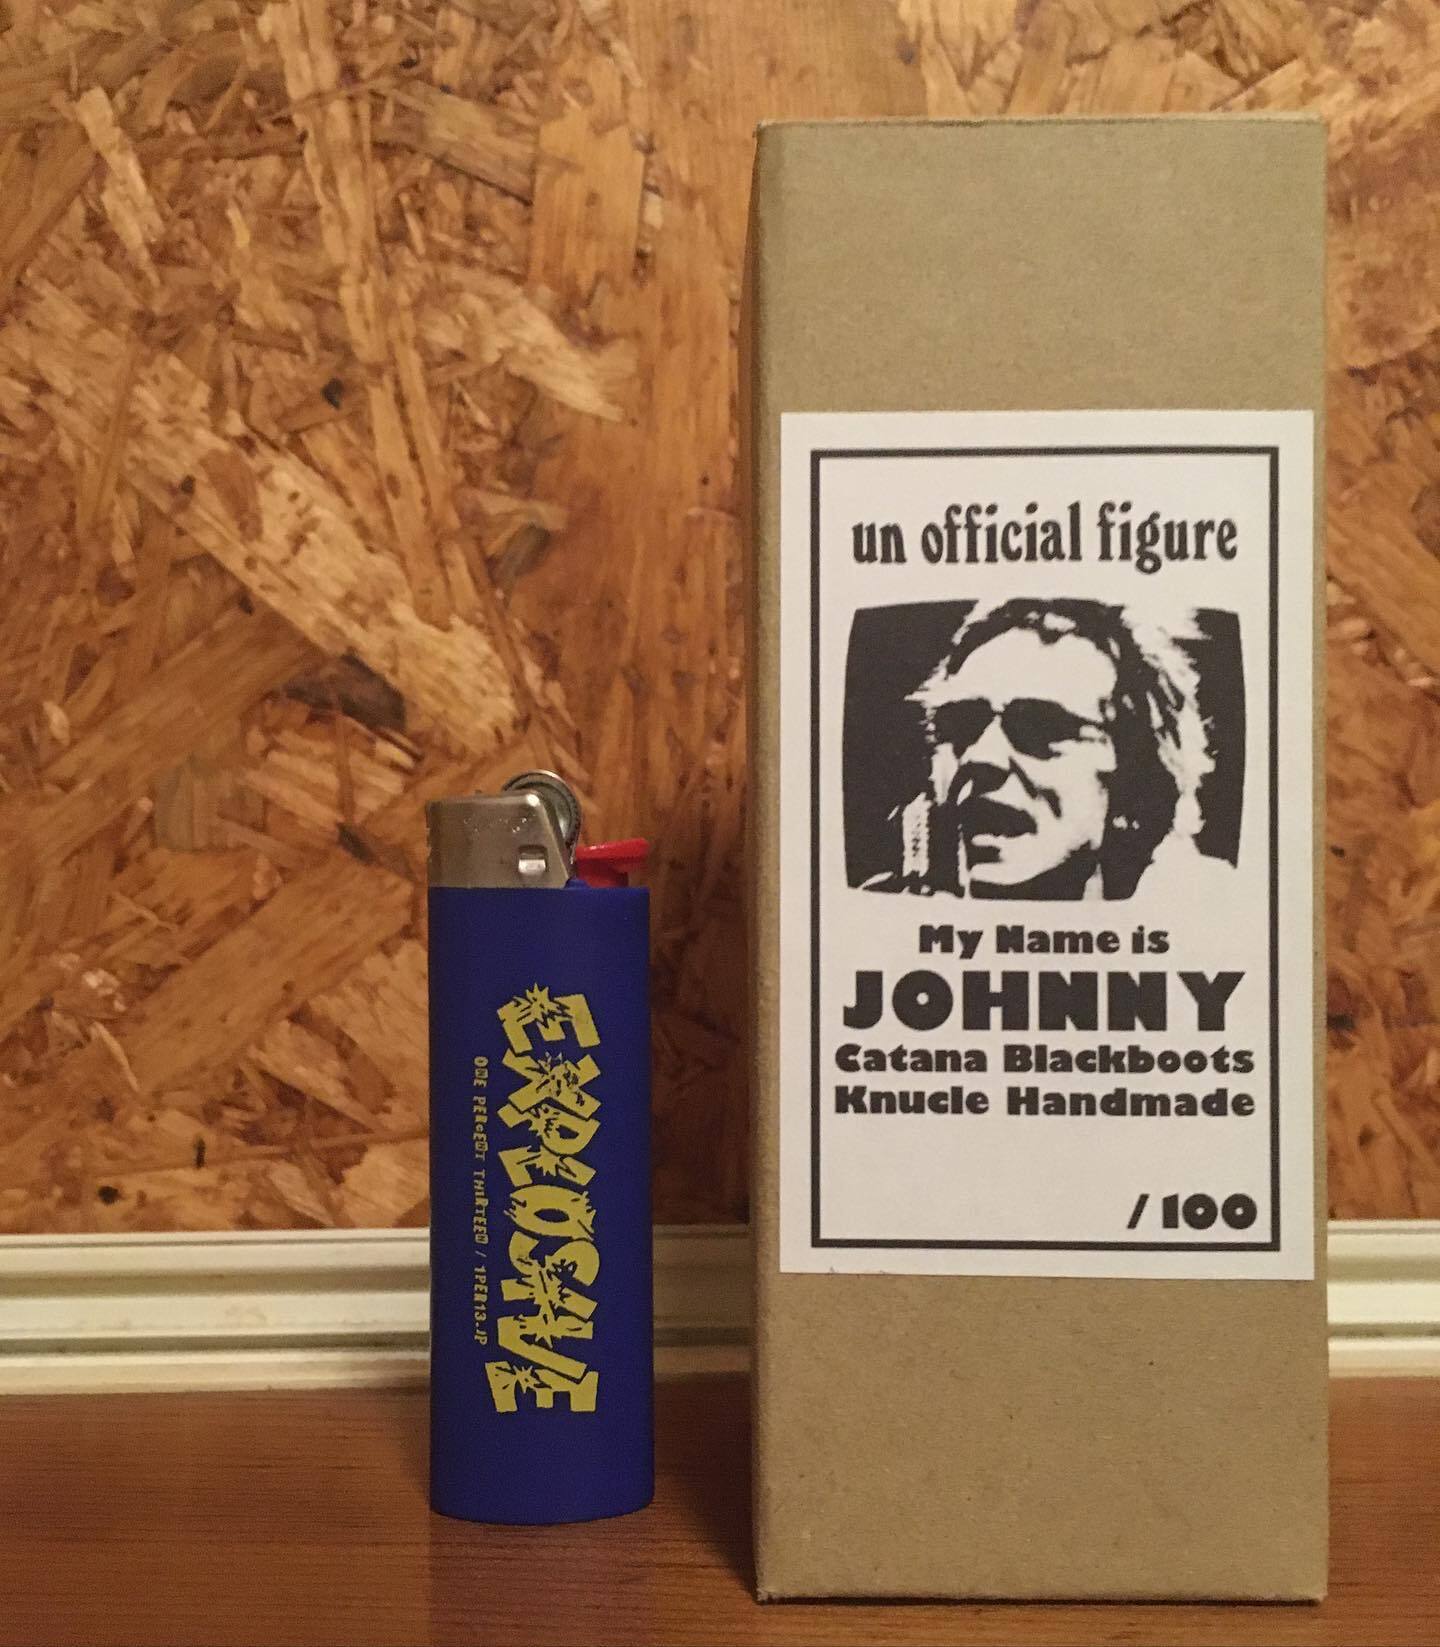 EXPLOSIVE
ONE PERCENT THIRTEEN / 1PER13.JP
un official figure
My Name is
JOHNNY
Catana Blackboots
Knucle Handmade
/ 100